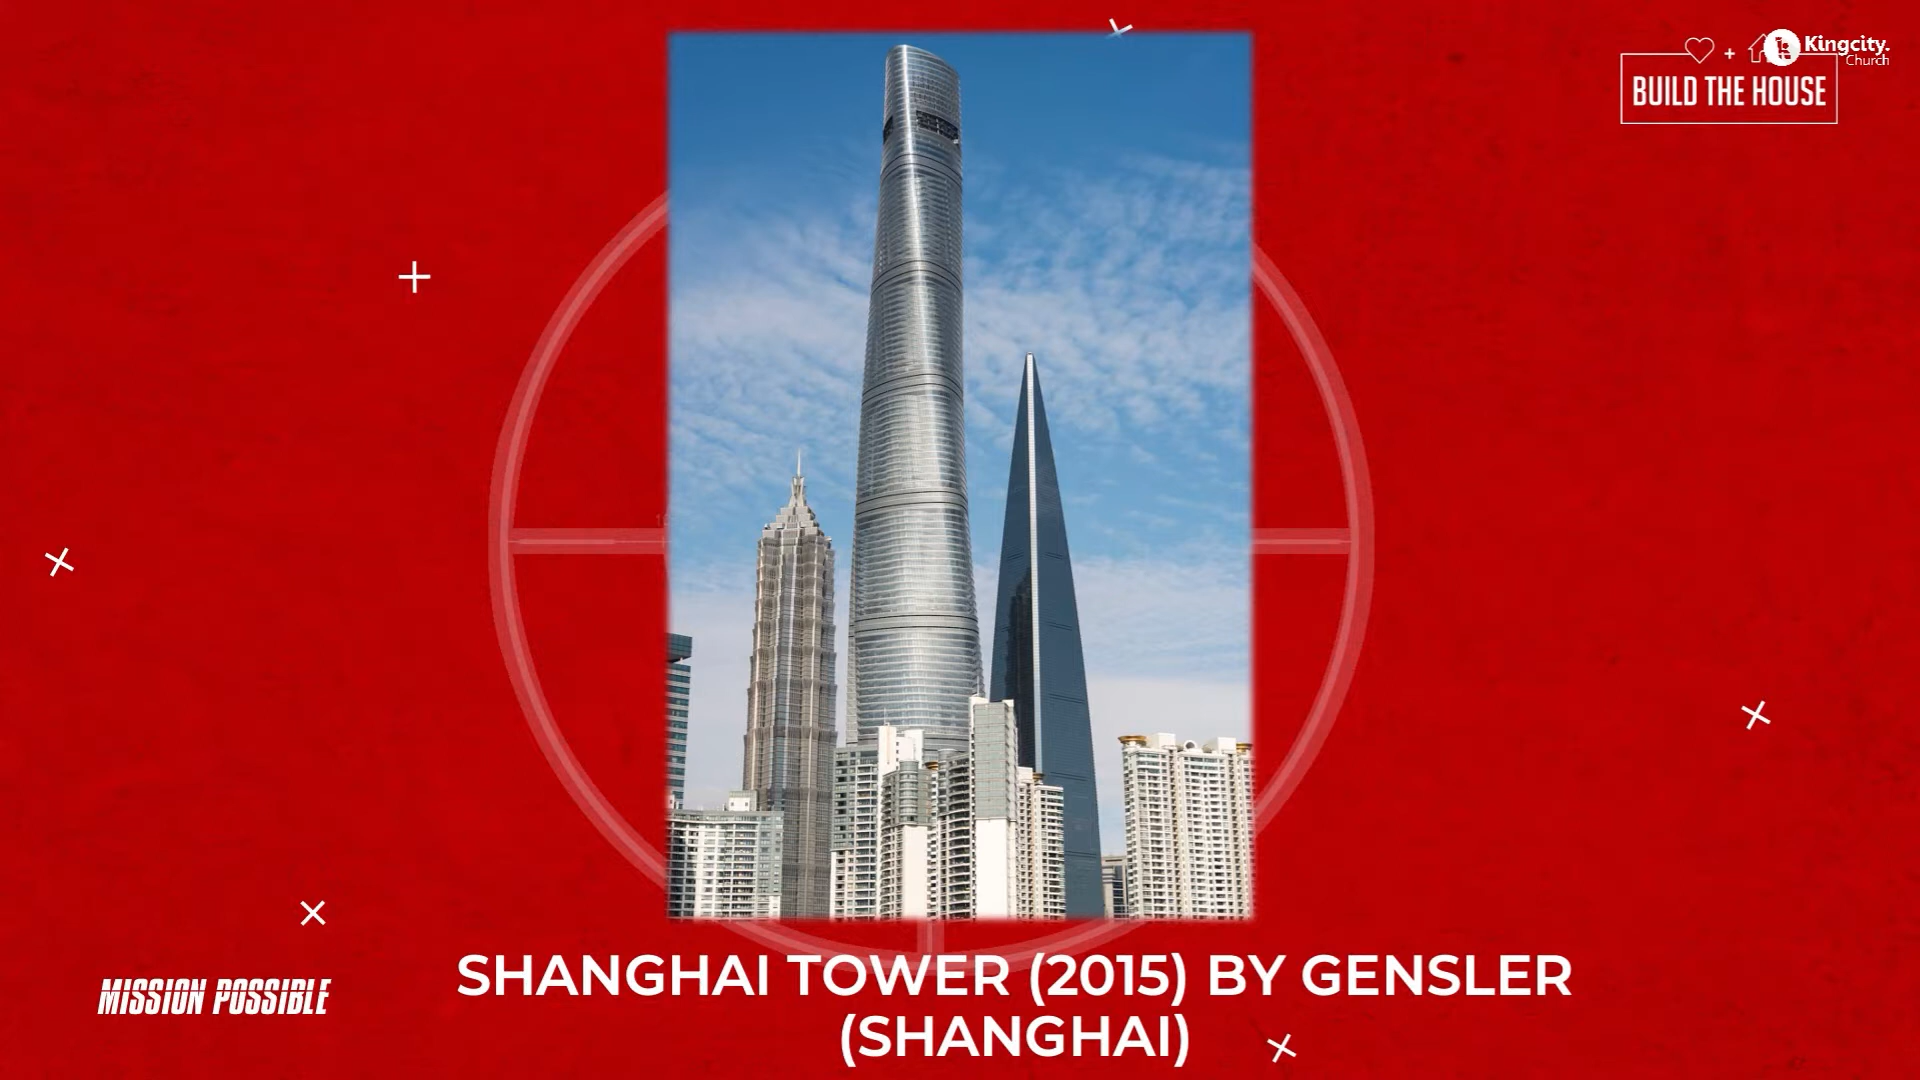 Kingcity.
Church
+
BUILD THE HOUSE
MISSION POSSIBLE
SHANGHAI TOWER (2015) BY GENSLER
(SHANGHAI)